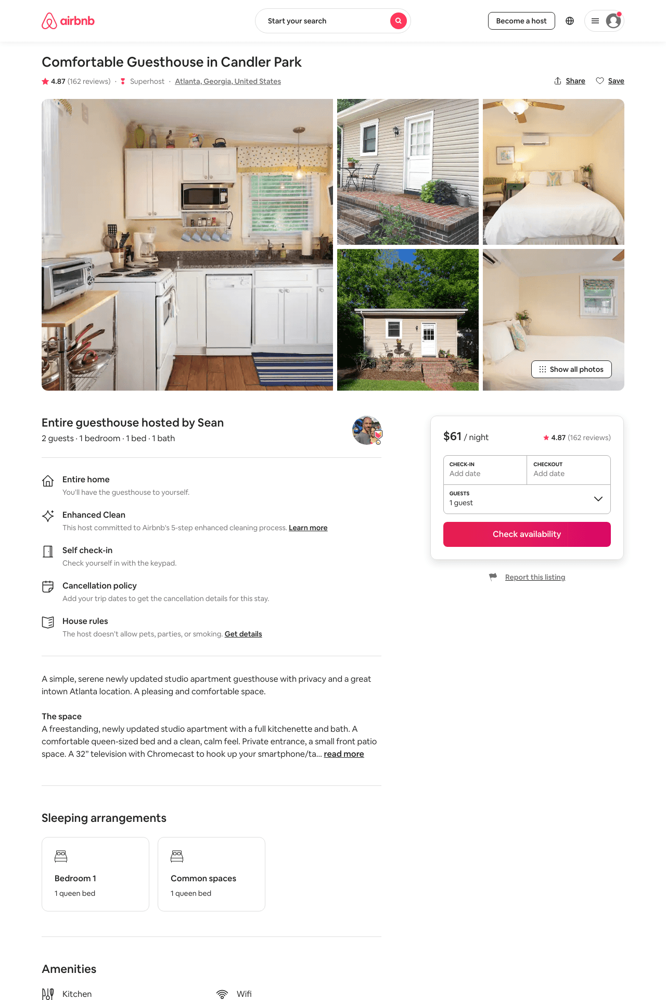 airbnb
Start your search
Become a host
Comfortable Guesthouse in Candler Park
4.87 (162 reviews) · Superhost · Atlanta, Georgia, United States
Share
Save
Show all photos
Entire guesthouse hosted by Sean
2 guests · 1 bedroom · 1 bed · 1 bath
$61 / night
4.87 (162 reviews)
CHECK-IN
Add date
CHECKOUT
Add date
GUESTS
1 guest
Check availability
Report this listing
Entire home
You’ll have the guesthouse to yourself.
Enhanced Clean
This host committed to Airbnb's 5-step enhanced cleaning process. Learn more
Self check-in
Check yourself in with the keypad.
Cancellation policy
Add your trip dates to get the cancellation details for this stay.
House rules
The host doesn’t allow pets, parties, or smoking. Get details
A simple, serene newly updated studio apartment guesthouse with privacy and a great
intown Atlanta location. A pleasing and comfortable space.
The space
A freestanding, newly updated studio apartment with a full kitchenette and bath. A
comfortable queen-sized bed and a clean, calm feel. Private entrance, a small front patio
space. A 32” television with Chromecast to hook up your smartphone/ta... read more
Sleeping arrangements
Bedroom 1
1 queen bed
Common spaces
1 queen bed
Amenities
Kitchen
Wifi